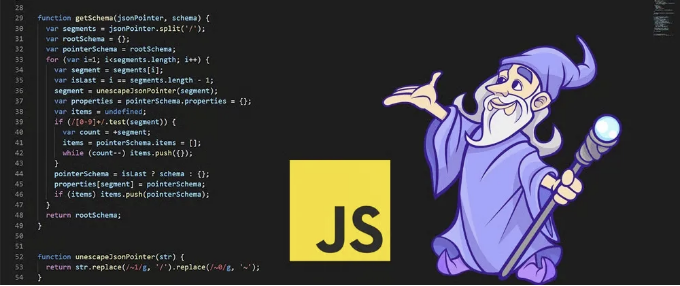 28
29 function getSchema(jsonPointer, schema) {
30 var segments = jsonPointer.split('/');
31 var rootSchema = {};
32 var pointerSchema = rootSchema;
33 for (var i=1; i<segments.length; i++) {
34 var segment = segments[i];
35 var isLast = i == segments.length - 1;
36 segment = unescapeJsonPointer(segment);
37 var properties = pointerSchema.properties = {};
38 var items = undefined;
39 if (/[0-9]+/.test(segment)) {
40 var count = +segment;
41 items = pointerSchema.items = [];
42 while (count--) items.push({});
43 }
44 pointerSchema = isLast ? schema : {};
45 properties[segment] = pointerSchema;
46 if (items) items.push(pointerSchema);
47 }
48 return rootSchema;
49 }
50
51
52 function unescapeJsonPointer(str) {
53 return str.replace(/~1/g, '/').replace(/~0/g, '~');
54 }
JS